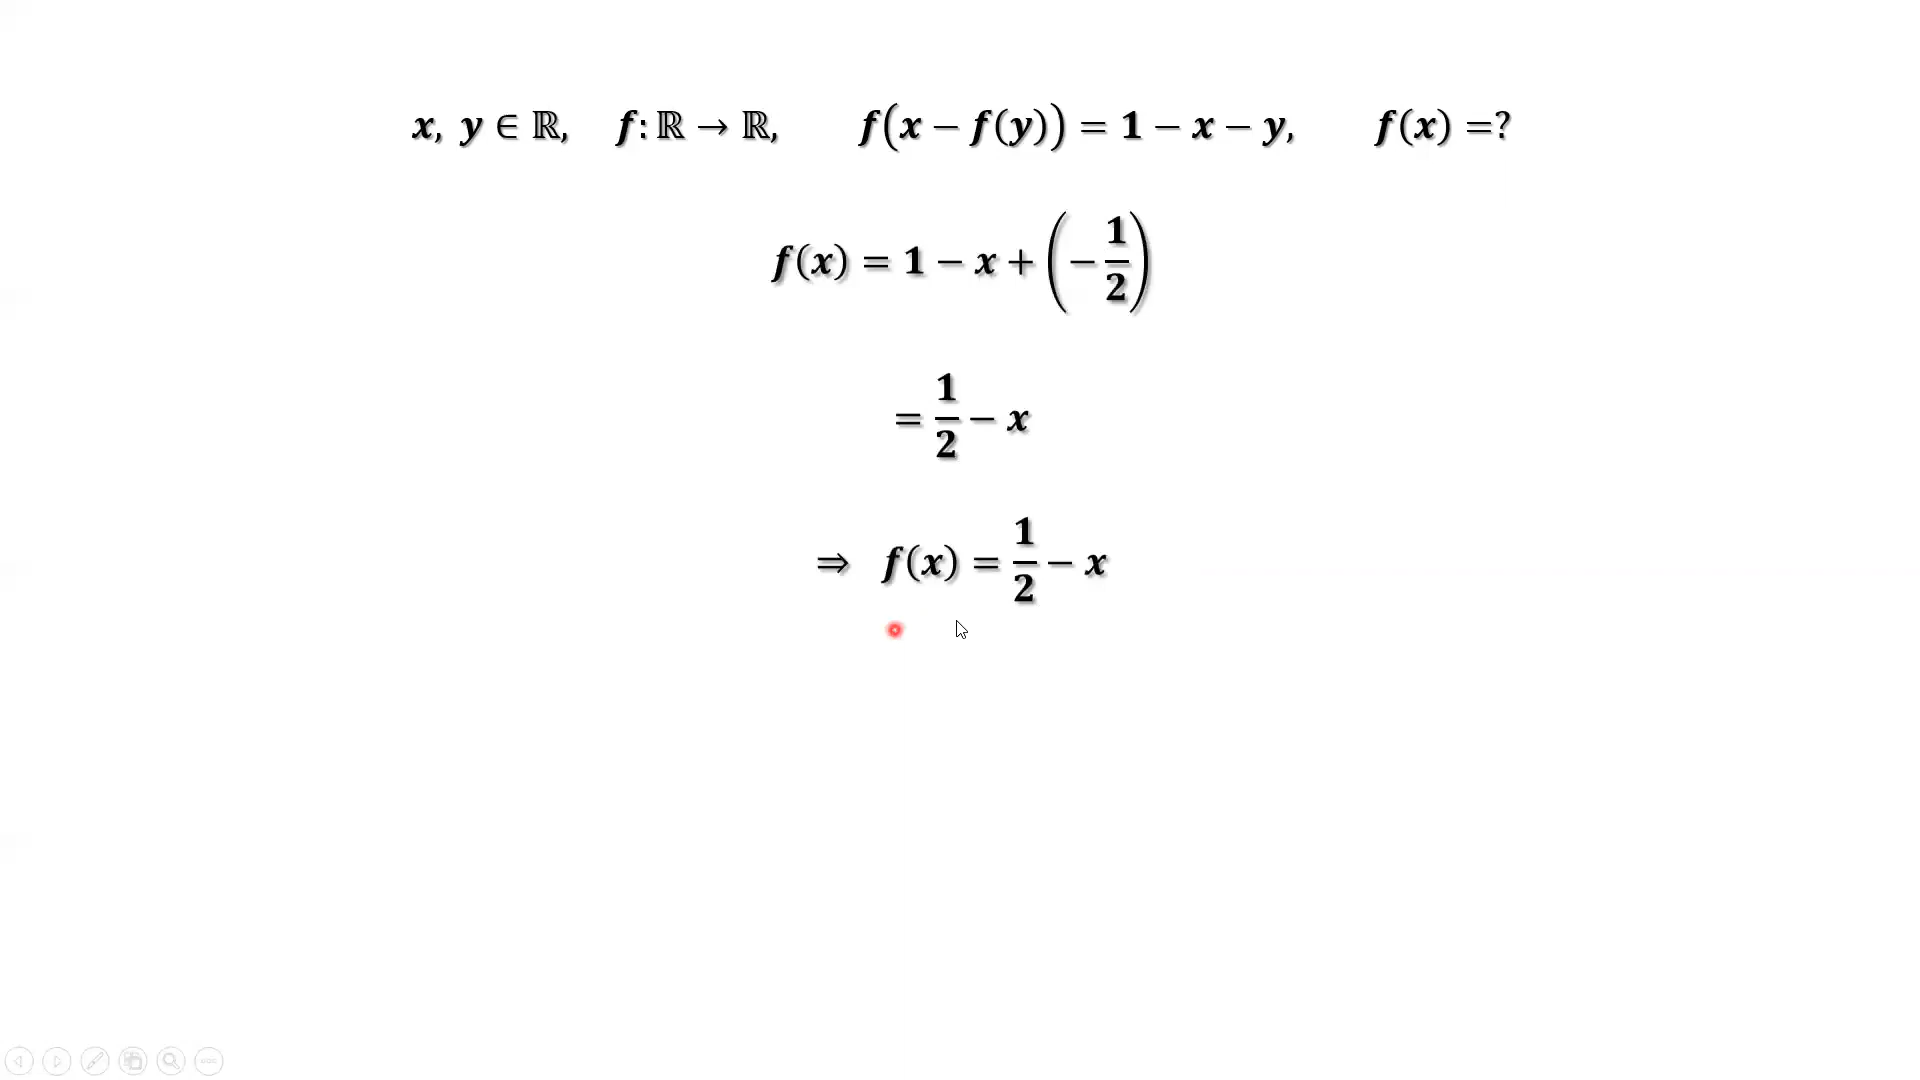 x, y ∈ ℝ, f: ℝ → ℝ, f(x − f(y)) = 1 − x − y, f(x) =?
f(x) = 1 − x + (−1/2)
= 1/2 − x
⇒ f(x) = 1/2 − x